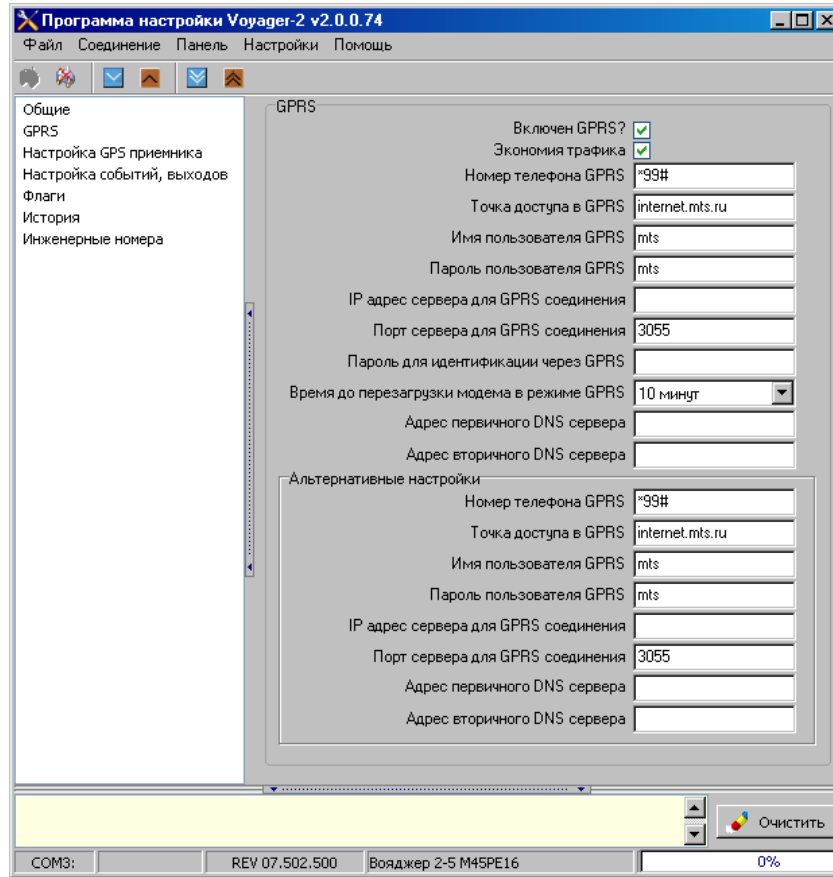 Программа настройки Voyager-2 v2.0.0.74
Файл Соединение Панель Настройки Помощь
Общие
GPRS
Настройка GPS приемника
Настройка событий, выходов
Флаги
История
Инженерные номера
GPRS
Включен GPRS?
Экономия трафика
Номер телефона GPRS *99#
Точка доступа в GPRS internet.mts.ru
Имя пользователя GPRS mts
Пароль пользователя GPRS mts
IP адрес сервера для GPRS соединения
Порт сервера для GPRS соединения 3055
Пароль для идентификации через GPRS
Время до перезагрузки модема в режиме GPRS 10 минут
Адрес первичного DNS сервера
Адрес вторичного DNS сервера
Альтернативные настройки
Номер телефона GPRS *99#
Точка доступа в GPRS internet.mts.ru
Имя пользователя GPRS mts
Пароль пользователя GPRS mts
IP адрес сервера для GPRS соединения
Порт сервера для GPRS соединения 3055
Адрес первичного DNS сервера
Адрес вторичного DNS сервера
Очистить
COM3: REV 07.502.500 Вояджер 2-5 M45PE16 0%